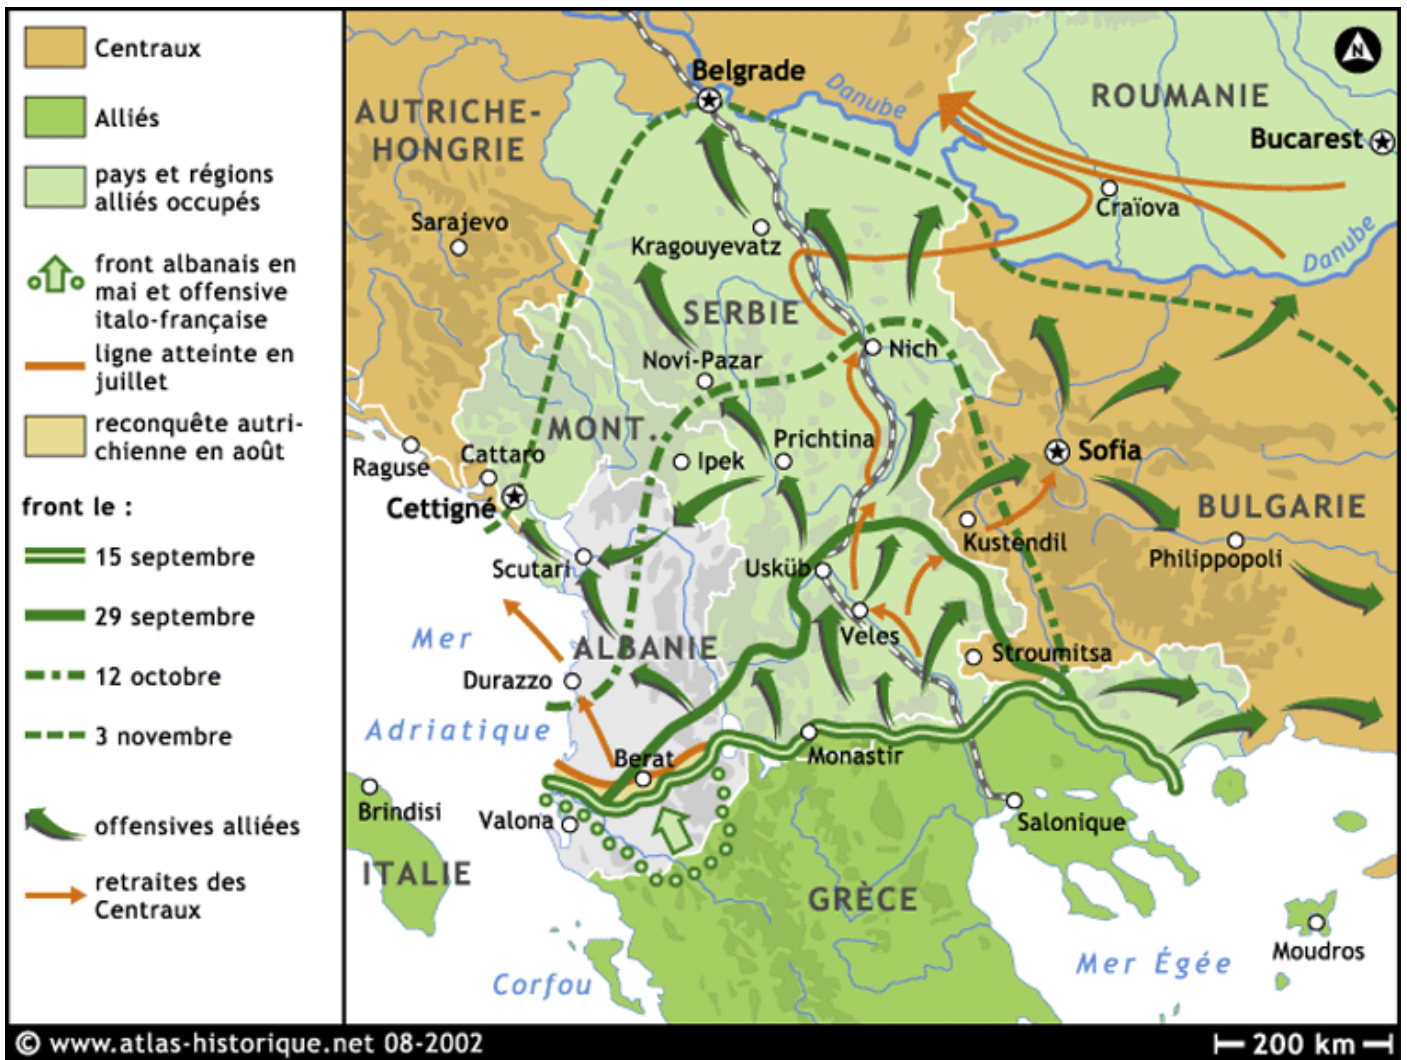 Centraux
Alliés
pays et régions
alliés occupés
front albanais en
mai et offensive
italo-française
ligne atteinte en
juillet
reconquête autri-
chienne en août
front le :
15 septembre
29 septembre
12 octobre
3 novembre
offensives alliées
retraites des
Centraux
N
Belgrade
Danube
ROUMANIE
AUTRICHE-
HONGRIE
Bucarest
Craïova
Sarajevo
Kragouyevatz
Danube
SERBIE
Novi-Pazar
Nich
MONT.
Prichtina
Raguse
Cattaro
Ipek
Sofia
Cettigné
BULGARIE
Kustendil
Philippopoli
Scutari
Usküb
Mer
ALBANIE
Veles
Stroumitsa
Durazzo
Adriatique
Berat
Monastir
Brindisi
Valona
Salonique
ITALIE
GRÈCE
Moudros
Mer Égée
Corfou
© www.atlas-historique.net 08-2002
200 km